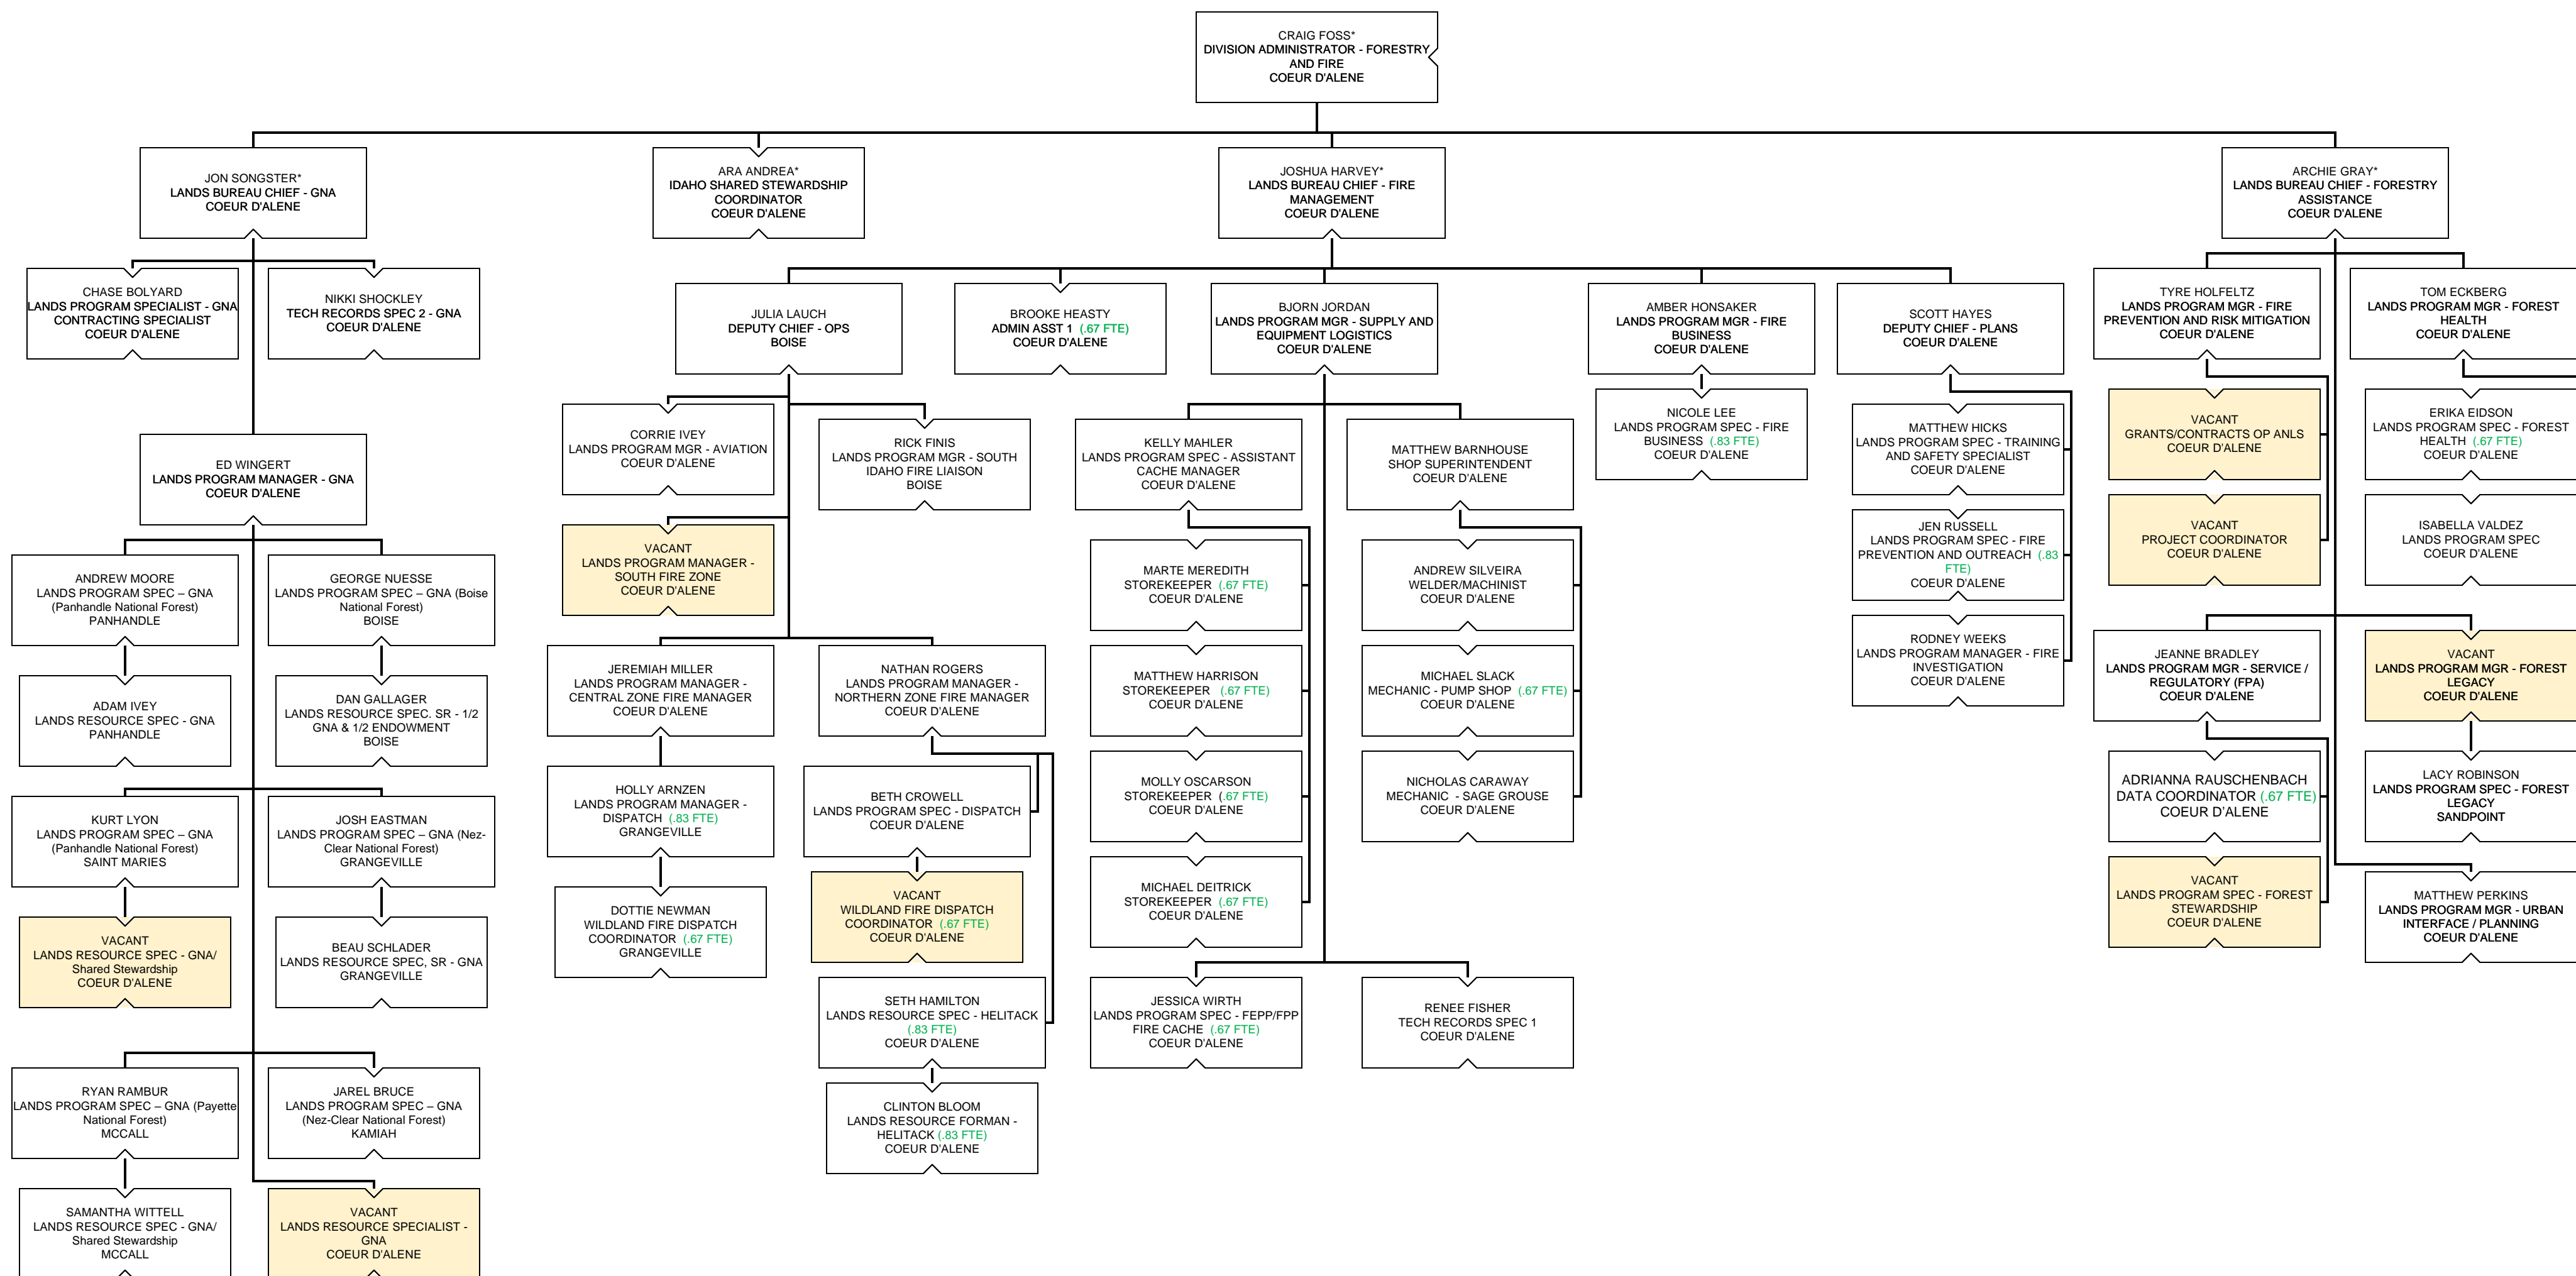 CRAIG FOSS*
DIVISION ADMINISTRATOR - FORESTRY
AND FIRE
COEUR D'ALENE
JON SONGSTER*
LANDS BUREAU CHIEF - GNA
COEUR D'ALENE
ARA ANDREA*
IDAHO SHARED STEWARDSHIP
COORDINATOR
COEUR D'ALENE
JOSHUA HARVEY*
LANDS BUREAU CHIEF - FIRE
MANAGEMENT
COEUR D'ALENE
ARCHIE GRAY*
LANDS BUREAU CHIEF - FORESTRY
ASSISTANCE
COEUR D'ALENE
CHASE BOLYARD
LANDS PROGRAM SPECIALIST - GNA
CONTRACTING SPECIALIST
COEUR D'ALENE
NIKKI SHOCKLEY
TECH RECORDS SPEC 2 - GNA
COEUR D'ALENE
ED WINGERT
LANDS PROGRAM MANAGER - GNA
COEUR D'ALENE
ANDREW MOORE
LANDS PROGRAM SPEC – GNA
(Panhandle National Forest)
PANHANDLE
GEORGE NUESSE
LANDS PROGRAM SPEC – GNA (Boise
National Forest)
BOISE
ADAM IVEY
LANDS RESOURCE SPEC - GNA
PANHANDLE
DAN GALLAGER
LANDS RESOURCE SPEC. SR - 1/2
GNA & 1/2 ENDOWMENT
BOISE
KURT LYON
LANDS PROGRAM SPEC – GNA
(Panhandle National Forest)
SAINT MARIES
JOSH EASTMAN
LANDS PROGRAM SPEC – GNA (Nez-
Clear National Forest)
GRANGEVILLE
VACANT
LANDS RESOURCE SPEC - GNA/
Shared Stewardship
COEUR D'ALENE
BEAU SCHLADER
LANDS RESOURCE SPEC, SR - GNA
GRANGEVILLE
RYAN RAMBUR
LANDS PROGRAM SPEC – GNA (Payette
National Forest)
MCCALL
JAREL BRUCE
LANDS PROGRAM SPEC – GNA
(Nez-Clear National Forest)
KAMIAH
SAMANTHA WITTELL
LANDS RESOURCE SPEC - GNA/
Shared Stewardship
MCCALL
VACANT
LANDS RESOURCE SPECIALIST -
GNA
COEUR D'ALENE
JULIA LAUCH
DEPUTY CHIEF - OPS
BOISE
BROOKE HEASTY
ADMIN ASST 1 (.67 FTE)
COEUR D'ALENE
BJORN JORDAN
LANDS PROGRAM MGR - SUPPLY AND
EQUIPMENT LOGISTICS
COEUR D'ALENE
AMBER HONSAKER
LANDS PROGRAM MGR - FIRE
BUSINESS
COEUR D'ALENE
SCOTT HAYES
DEPUTY CHIEF - PLANS
COEUR D'ALENE
CORRIE IVEY
LANDS PROGRAM MGR - AVIATION
COEUR D'ALENE
RICK FINIS
LANDS PROGRAM MGR - SOUTH
IDAHO FIRE LIAISON
BOISE
VACANT
LANDS PROGRAM MANAGER -
SOUTH FIRE ZONE
COEUR D'ALENE
JEREMIAH MILLER
LANDS PROGRAM MANAGER -
CENTRAL ZONE FIRE MANAGER
COEUR D'ALENE
NATHAN ROGERS
LANDS PROGRAM MANAGER -
NORTHERN ZONE FIRE MANAGER
COEUR D'ALENE
HOLLY ARNZEN
LANDS PROGRAM MANAGER -
DISPATCH (.83 FTE)
GRANGEVILLE
BETH CROWELL
LANDS PROGRAM SPEC - DISPATCH
COEUR D'ALENE
DOTTIE NEWMAN
WILDLAND FIRE DISPATCH
COORDINATOR (.67 FTE)
GRANGEVILLE
VACANT
WILDLAND FIRE DISPATCH
COORDINATOR (.67 FTE)
COEUR D'ALENE
SETH HAMILTON
LANDS RESOURCE SPEC - HELITACK
(.83 FTE)
COEUR D'ALENE
CLINTON BLOOM
LANDS RESOURCE FORMAN -
HELITACK (.83 FTE)
COEUR D'ALENE
KELLY MAHLER
LANDS PROGRAM SPEC - ASSISTANT
CACHE MANAGER
COEUR D'ALENE
MATTHEW BARNHOUSE
SHOP SUPERINTENDENT
COEUR D'ALENE
MARTE MEREDITH
STOREKEEPER (.67 FTE)
COEUR D'ALENE
ANDREW SILVEIRA
WELDER/MACHINIST
COEUR D'ALENE
MATTHEW HARRISON
STOREKEEPER (.67 FTE)
COEUR D'ALENE
MICHAEL SLACK
MECHANIC - PUMP SHOP (.67 FTE)
COEUR D'ALENE
MOLLY OSCARSON
STOREKEEPER (.67 FTE)
COEUR D'ALENE
NICHOLAS CARAWAY
MECHANIC - SAGE GROUSE
COEUR D'ALENE
MICHAEL DEITRICK
STOREKEEPER (.67 FTE)
COEUR D'ALENE
JESSICA WIRTH
LANDS PROGRAM SPEC - FEPP/FPP
FIRE CACHE (.67 FTE)
COEUR D'ALENE
RENEE FISHER
TECH RECORDS SPEC 1
COEUR D'ALENE
NICOLE LEE
LANDS PROGRAM SPEC - FIRE
BUSINESS (.83 FTE)
COEUR D'ALENE
MATTHEW HICKS
LANDS PROGRAM SPEC - TRAINING
AND SAFETY SPECIALIST
COEUR D'ALENE
JEN RUSSELL
LANDS PROGRAM SPEC - FIRE
PREVENTION AND OUTREACH (.83
FTE)
COEUR D'ALENE
RODNEY WEEKS
LANDS PROGRAM MANAGER - FIRE
INVESTIGATION
COEUR D'ALENE
TYRE HOLFELTZ
LANDS PROGRAM MGR - FIRE
PREVENTION AND RISK MITIGATION
COEUR D'ALENE
TOM ECKBERG
LANDS PROGRAM MGR - FOREST
HEALTH
COEUR D'ALENE
VACANT
GRANTS/CONTRACTS OP ANLS
COEUR D'ALENE
ERIKA EIDSON
LANDS PROGRAM SPEC - FOREST
HEALTH (.67 FTE)
COEUR D'ALENE
VACANT
PROJECT COORDINATOR
COEUR D'ALENE
ISABELLA VALDEZ
LANDS PROGRAM SPEC
COEUR D'ALENE
JEANNE BRADLEY
LANDS PROGRAM MGR - SERVICE /
REGULATORY (FPA)
COEUR D'ALENE
VACANT
LANDS PROGRAM MGR - FOREST
LEGACY
COEUR D'ALENE
ADRIANNA RAUSCHENBACH
DATA COORDINATOR (.67 FTE)
COEUR D'ALENE
LACY ROBINSON
LANDS PROGRAM SPEC - FOREST
LEGACY
SANDPOINT
VACANT
LANDS PROGRAM SPEC - FOREST
STEWARDSHIP
COEUR D'ALENE
MATTHEW PERKINS
LANDS PROGRAM MGR - URBAN
INTERFACE / PLANNING
COEUR D'ALENE